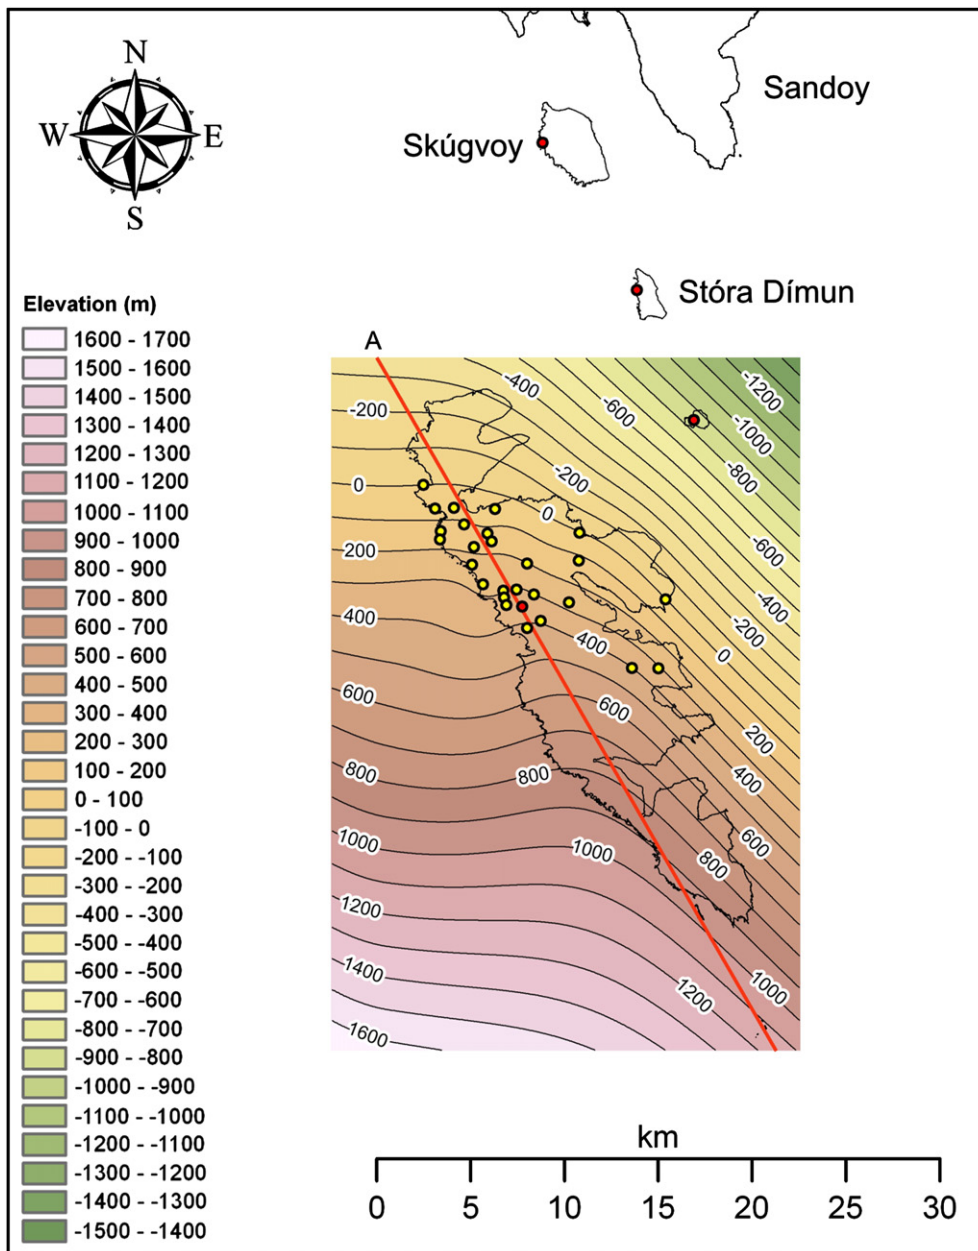 N
W
E
S
Sandoy
Skúgvoy
Stóra Dímun
Elevation (m)
1600 - 1700
1500 - 1600
1400 - 1500
1300 - 1400
1200 - 1300
1100 - 1200
1000 - 1100
900 - 1000
800 - 900
700 - 800
600 - 700
500 - 600
400 - 500
300 - 400
200 - 300
100 - 200
0 - 100
-100 - 0
-200 - -100
-300 - -200
-400 - -300
-500 - -400
-600 - -500
-700 - -600
-800 - -700
-900 - -800
-1000 - -900
-1100 - -1000
-1200 - -1100
-1300 - -1200
-1400 - -1300
-1500 - -1400
A
-400
-1200
-200
-600
-1000
-800
-200
0
0
-600
200
-400
400
-200
400
0
600
600
200
800
800
400
1000
1000
800
600
1200
1400
1200
1000
1600
km
0 5 10 15 20 25 30